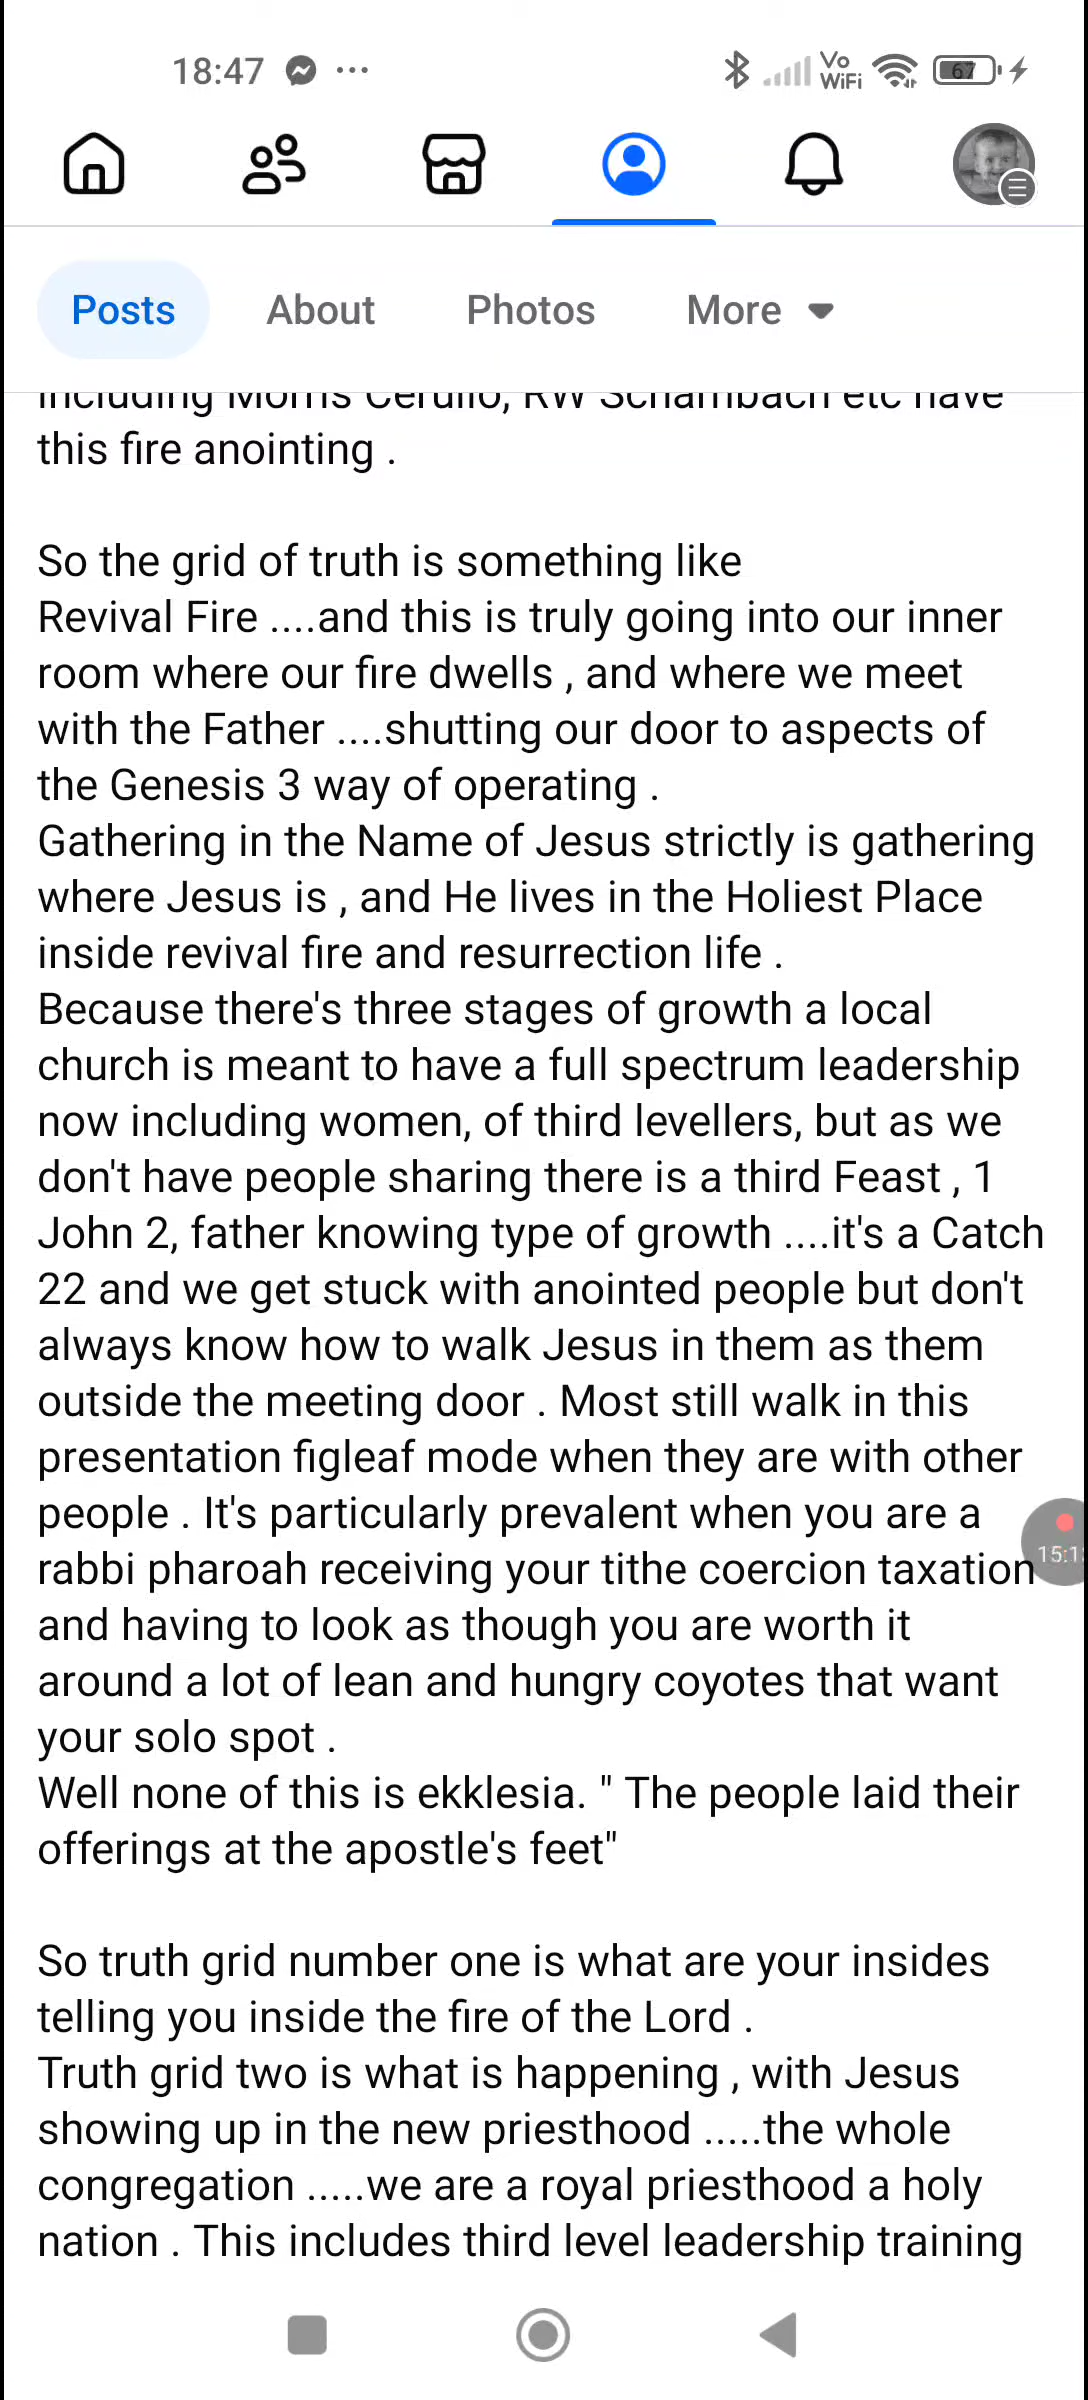 18:47
Vo
WiFi
67
Posts
About
Photos
More
including Morris Cerullo, RW Schambach etc have
this fire anointing .
So the grid of truth is something like
Revival Fire ....and this is truly going into our inner
room where our fire dwells , and where we meet
with the Father ....shutting our door to aspects of
the Genesis 3 way of operating .
Gathering in the Name of Jesus strictly is gathering
where Jesus is , and He lives in the Holiest Place
inside revival fire and resurrection life .
Because there's three stages of growth a local
church is meant to have a full spectrum leadership
now including women, of third levellers, but as we
don't have people sharing there is a third Feast , 1
John 2, father knowing type of growth ....it's a Catch
22 and we get stuck with anointed people but don't
always know how to walk Jesus in them as them
outside the meeting door . Most still walk in this
presentation figleaf mode when they are with other
people . It's particularly prevalent when you are a
rabbi pharoah receiving your tithe coercion taxation
and having to look as though you are worth it
around a lot of lean and hungry coyotes that want
your solo spot .
Well none of this is ekklesia. " The people laid their
offerings at the apostle's feet"
So truth grid number one is what are your insides
telling you inside the fire of the Lord .
Truth grid two is what is happening , with Jesus
showing up in the new priesthood .....the whole
congregation .....we are a royal priesthood a holy
nation . This includes third level leadership training